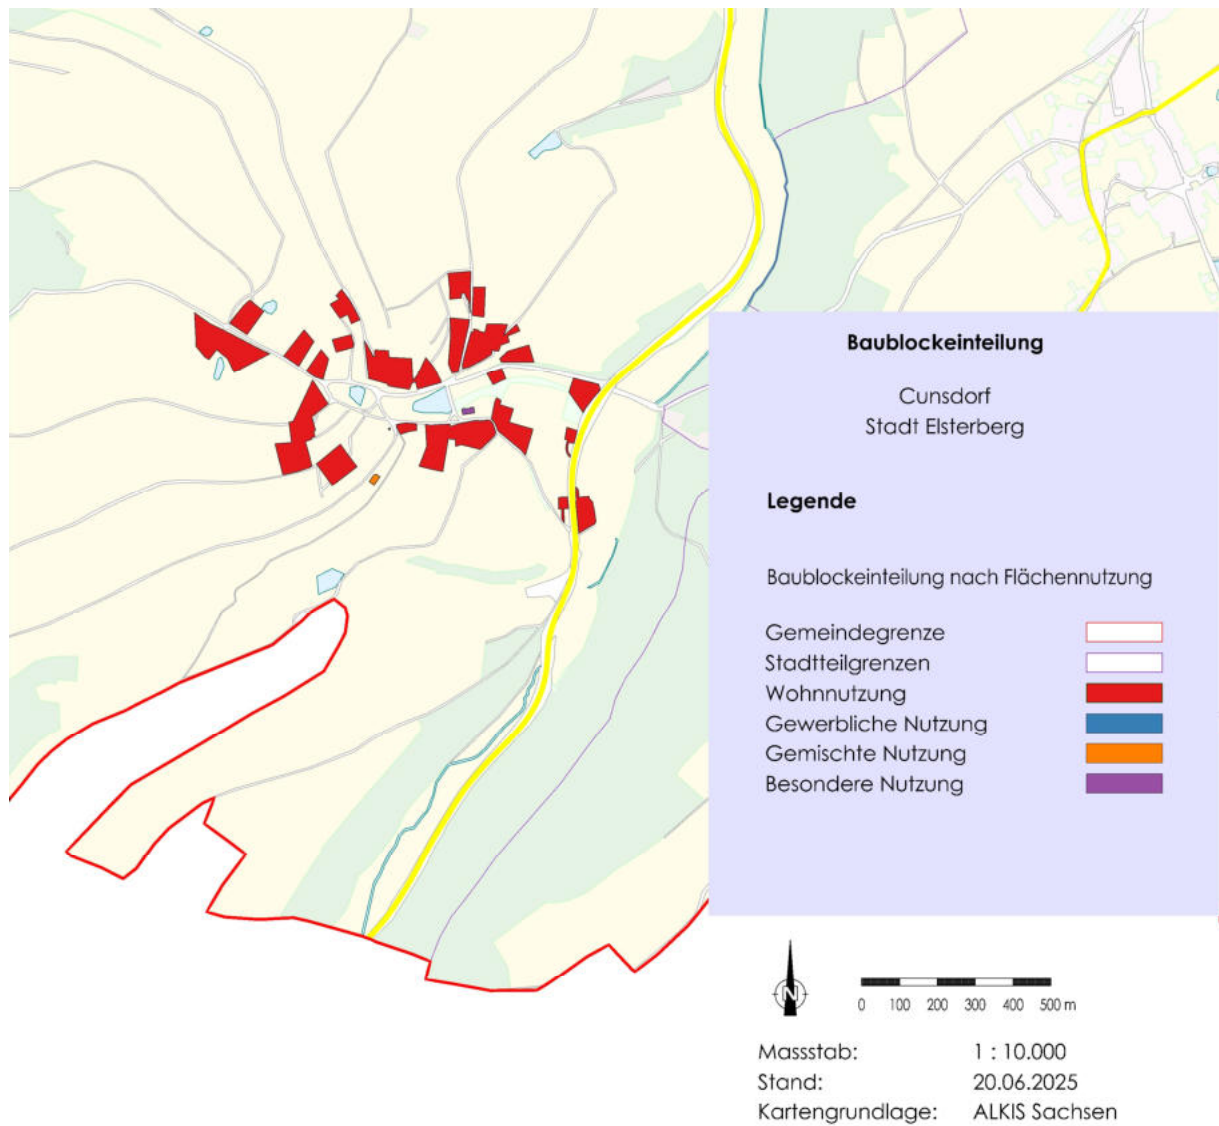 Baublockeinteilung
Cunsdorf
Stadt Elsterberg
Legende
Baublockeinteilung nach Flächennutzung
Gemeindegrenze
Stadtteilgrenzen
Wohnnutzung
Gewerbliche Nutzung
Gemischte Nutzung
Besondere Nutzung
N
0 100 200 300 400 500 m
Massstab: 1 : 10.000
Stand: 20.06.2025
Kartengrundlage: ALKIS Sachsen